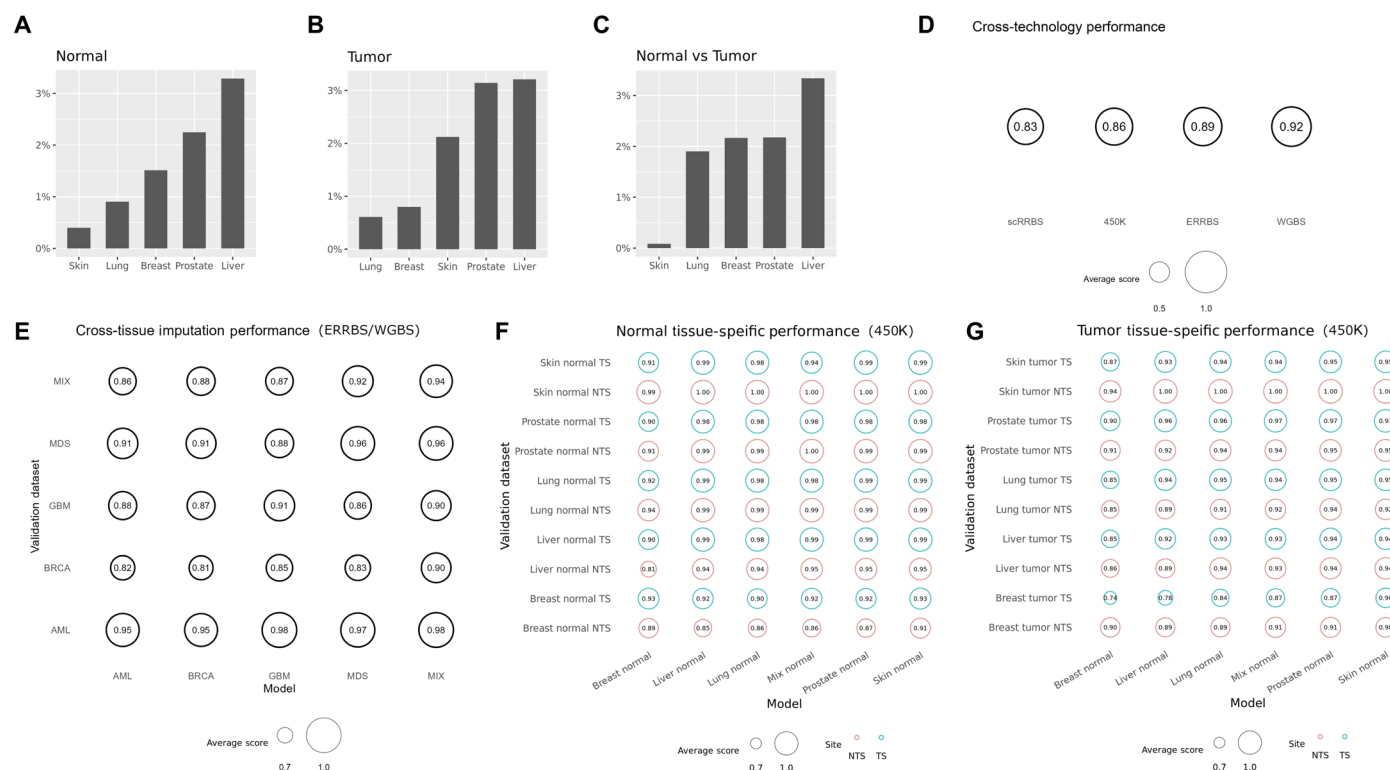 A
Normal
3%
2%
1%
0%
Skin Lung Breast Prostate Liver
B
Tumor
3%
2%
1%
0%
Lung Breast Skin Prostate Liver
C
Normal vs Tumor
3%
2%
1%
0%
Skin Lung Breast Prostate Liver
D
Cross-technology performance
0.83 0.86 0.89 0.92
scRRBS 450K ERRBS WGBS
Average score
0.5 1.0
E
Cross-tissue imputation performance (ERRBS/WGBS)
Validation dataset
MIX 0.86 0.88 0.87 0.92 0.94
MDS 0.91 0.91 0.88 0.96 0.96
GBM 0.88 0.87 0.91 0.86 0.90
BRCA 0.82 0.81 0.85 0.83 0.90
AML 0.95 0.95 0.98 0.97 0.98
AML BRCA GBM MDS MIX
Model
Average score
0.7 1.0
F
Normal tissue-speific performance (450K)
Validation dataset
Skin normal TS 0.91 0.99 0.98 0.94 0.99 0.99
Skin normal NTS 0.99 1.00 1.00 1.00 1.00 1.00
Prostate normal TS 0.90 0.98 0.98 0.98 0.98 0.98
Prostate normal NTS 0.91 0.99 0.99 1.00 0.99 0.99
Lung normal TS 0.92 0.99 0.98 0.98 0.99 0.99
Lung normal NTS 0.94 0.99 0.99 0.99 0.99 0.99
Liver normal TS 0.90 0.99 0.98 0.99 0.99 0.99
Liver normal NTS 0.81 0.94 0.94 0.95 0.95 0.95
Breast normal TS 0.93 0.92 0.90 0.92 0.92 0.93
Breast normal NTS 0.89 0.85 0.86 0.86 0.87 0.91
Breast normal Liver normal Lung normal Mix normal Prostate normal Skin normal
Model
Average score
0.7 1.0
Site
NTS TS
G
Tumor tissue-speific performance (450K)
Validation dataset
Skin tumor TS 0.87 0.93 0.94 0.94 0.95
Skin tumor NTS 0.94 1.00 1.00 1.00 1.00
Prostate tumor TS 0.90 0.96 0.96 0.97 0.97
Prostate tumor NTS 0.91 0.92 0.94 0.94 0.95
Lung tumor TS 0.85 0.94 0.95 0.94 0.95
Lung tumor NTS 0.85 0.89 0.91 0.92 0.94
Liver tumor TS 0.85 0.92 0.93 0.93 0.94
Liver tumor NTS 0.86 0.89 0.94 0.93 0.94
Breast tumor TS 0.74 0.78 0.84 0.87 0.87
Breast tumor NTS 0.90 0.89 0.89 0.91 0.91
Breast normal Liver normal Lung normal Mix normal Prostate normal Skin normal
Model
Average score
0.7 1.0
Site
NTS TS